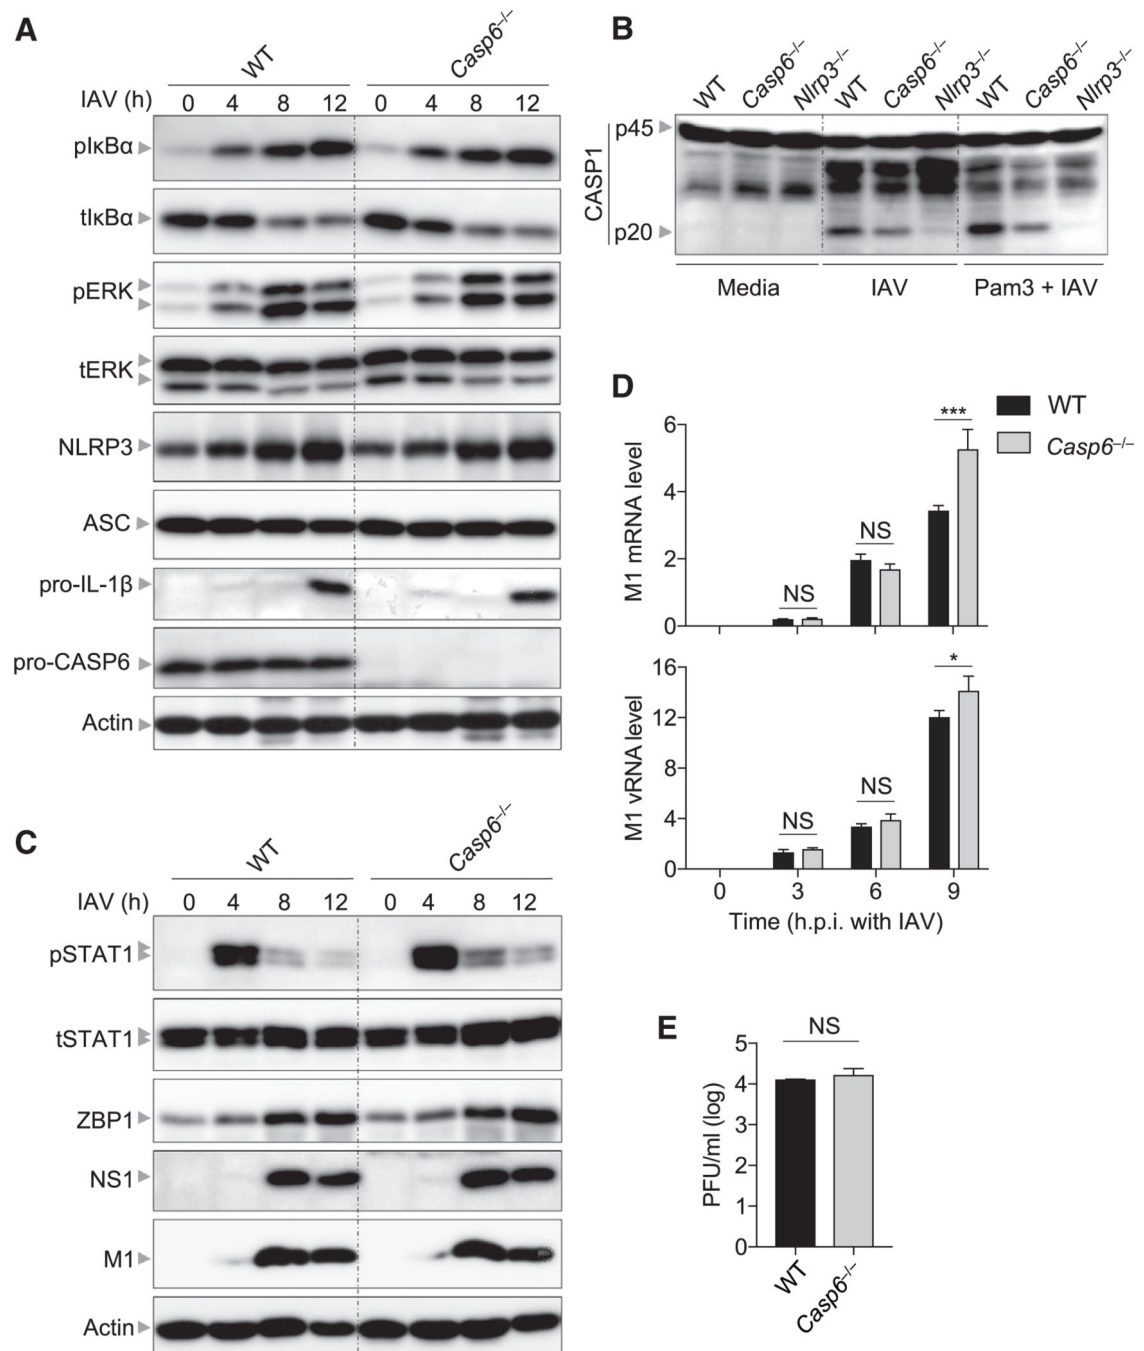 A
WT
Casp6–/–
IAV (h)
0 4 8 12 0 4 8 12
pIκBα
tIκBα
pERK
tERK
NLRP3
ASC
pro-IL-1β
pro-CASP6
Actin
B
WT
Casp6–/–
Nlrp3–/–
WT
Casp6–/–
Nlrp3–/–
WT
Casp6–/–
Nlrp3–/–
p45
CASP1
p20
Media
IAV
Pam3 + IAV
C
WT
Casp6–/–
IAV (h)
0 4 8 12 0 4 8 12
pSTAT1
tSTAT1
ZBP1
NS1
M1
Actin
D
WT
Casp6–/–
M1 mRNA level
6
4
2
0
NS
NS
***
M1 vRNA level
16
12
8
4
0
NS
NS
*
0 3 6 9
Time (h.p.i. with IAV)
E
NS
PFU/ml (log)
5
4
3
2
1
0
WT
Casp6–/–